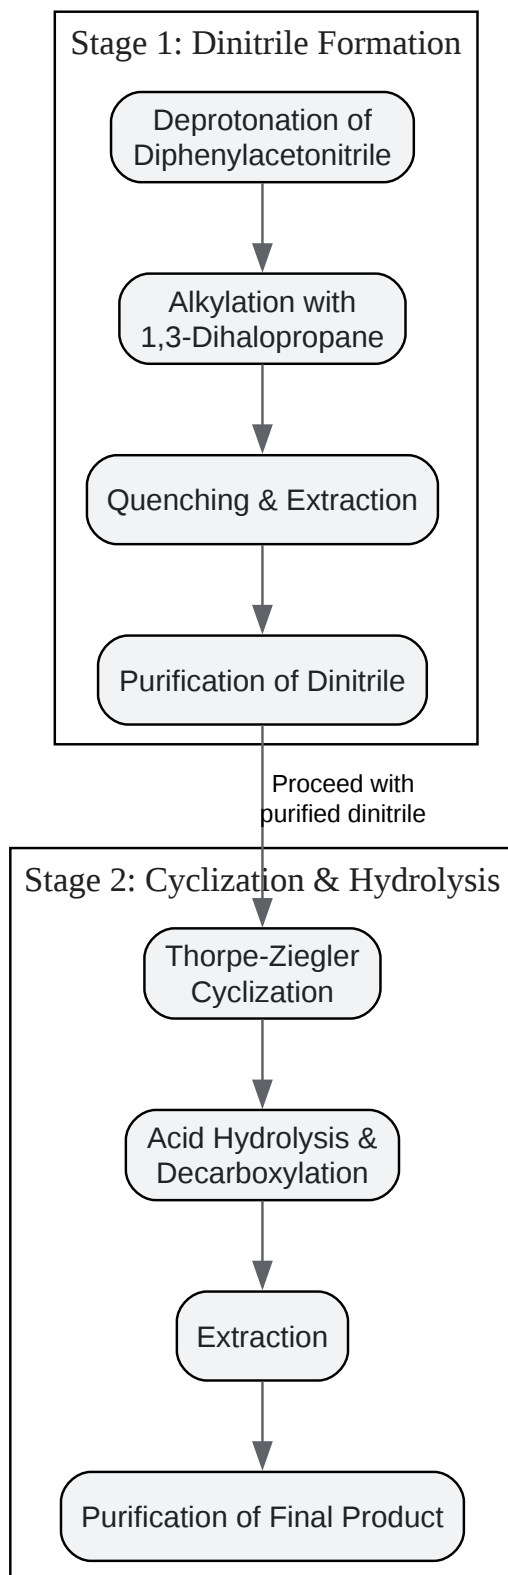 Stage 1: Dinitrile Formation
Deprotonation of
Diphenylacetonitrile
Alkylation with
1,3-Dihalopropane
Quenching & Extraction
Purification of Dinitrile
Proceed with
purified dinitrile
Stage 2: Cyclization & Hydrolysis
Thorpe-Ziegler
Cyclization
Acid Hydrolysis &
Decarboxylation
Extraction
Purification of Final Product